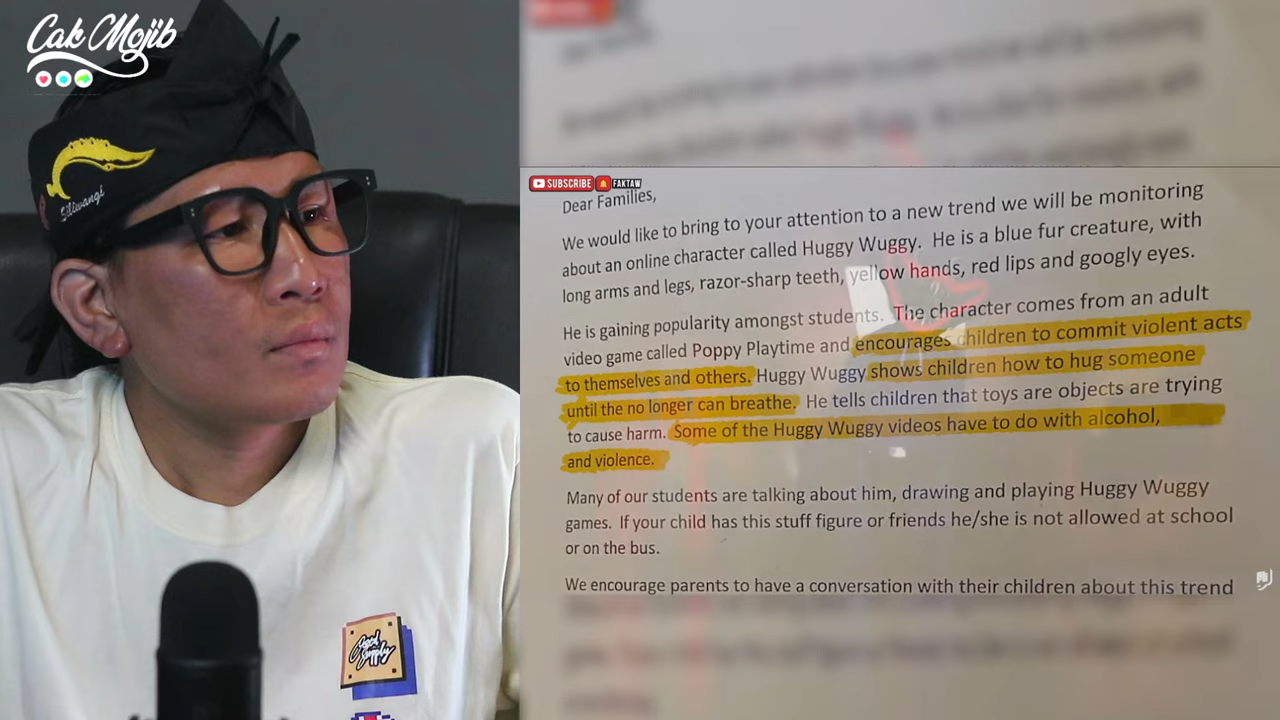 Cak Mojib
Siliwangi
Good
Supply
SUBSCRIBE
FAKTAW
Dear Families,
We would like to bring to your attention to a new trend we will be monitoring
about an online character called Huggy Wuggy. He is a blue fur creature, with
long arms and legs, razor-sharp teeth, yellow hands, red lips and googly eyes.
He is gaining popularity amongst students. The character comes from an adult
video game called Poppy Playtime and encourages children to commit violent acts
to themselves and others. Huggy Wuggy shows children how to hug someone
until the no longer can breathe. He tells children that toys are objects are trying
to cause harm. Some of the Huggy Wuggy videos have to do with alcohol,
and violence.
Many of our students are talking about him, drawing and playing Huggy Wuggy
games. If your child has this stuff figure or friends he/she is not allowed at school
or on the bus.
We encourage parents to have a conversation with their children about this trend